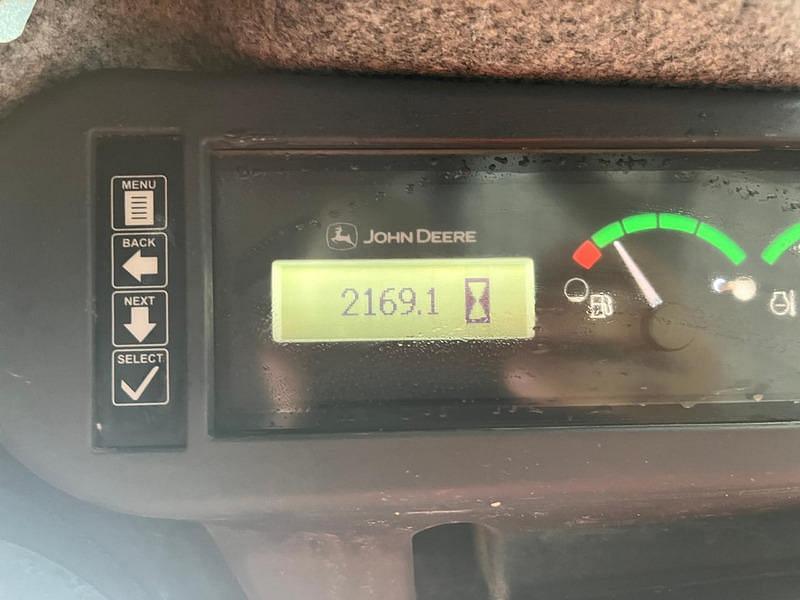 MENU
BACK
NEXT
SELECT
JOHN DEERE
2169.1